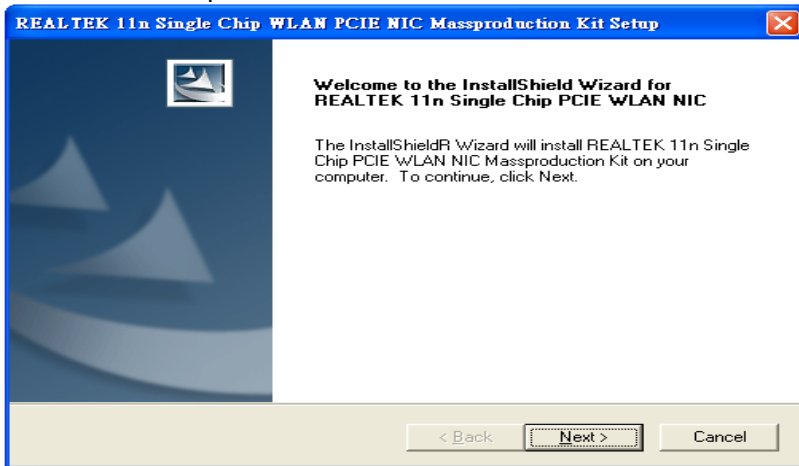 REALTEK 11n Single Chip WLAN PCIE NIC Massproduction Kit Setup
Welcome to the InstallShield Wizard for
REALTEK 11n Single Chip PCIE WLAN NIC
The InstallShieldR Wizard will install REALTEK 11n Single
Chip PCIE WLAN NIC Massproduction Kit on your
computer. To continue, click Next.
< Back
Next >
Cancel